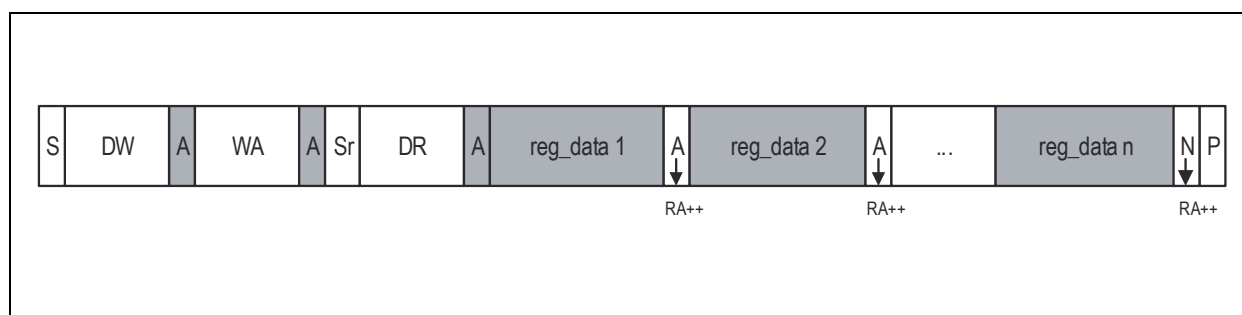 S DW A WA A Sr DR A reg_data 1 A reg_data 2 A ... reg_data n N P
RA++ RA++ RA++